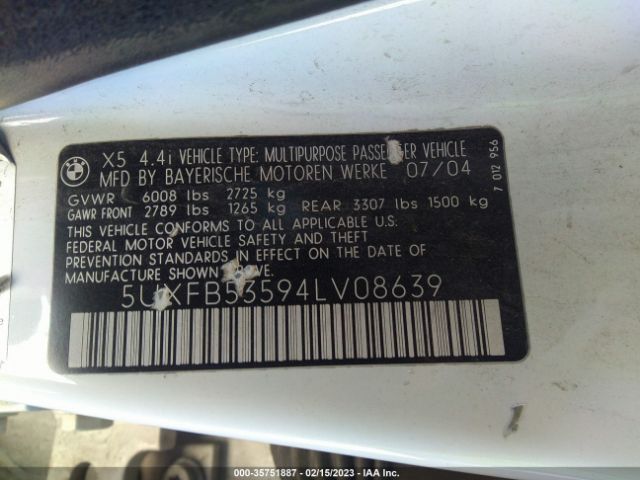 BMW
X5 4.4i VEHICLE TYPE: MULTIPURPOSE PASSENGER VEHICLE
MFD BY BAYERISCHE MOTOREN WERKE 07/04
GVWR 6008 lbs 2725 kg
GAWR FRONT 2789 lbs 1265 kg REAR 3307 lbs 1500 kg
THIS VEHICLE CONFORMS TO ALL APPLICABLE U.S.
FEDERAL MOTOR VEHICLE SAFETY AND THEFT
PREVENTION STANDARDS IN EFFECT ON THE DATE OF
MANUFACTURE SHOWN ABOVE.
5UXFB53594LV08639
7 012 956
000-35751887 - 02/15/2023 - IAA Inc.